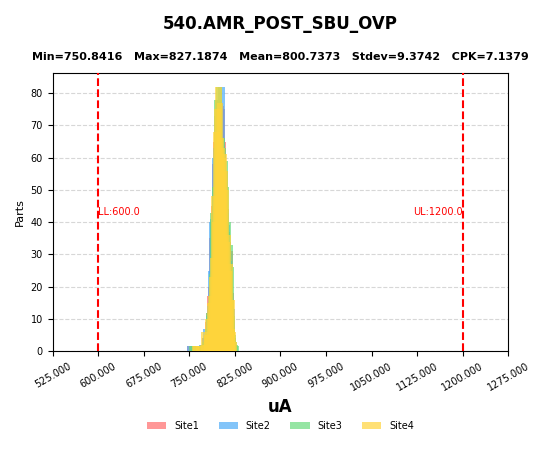 540.AMR_POST_SBU_OVP
Min=750.8416 Max=827.1874 Mean=800.7373 Stdev=9.3742 CPK=7.1379
80
70
60
50
40
30
20
10
0
Parts
LL:600.0
UL:1200.0
525.000 600.000 675.000 750.000 825.000 900.000 975.000 1050.000 1125.000 1200.000 1275.000
uA
Site1 Site2 Site3 Site4